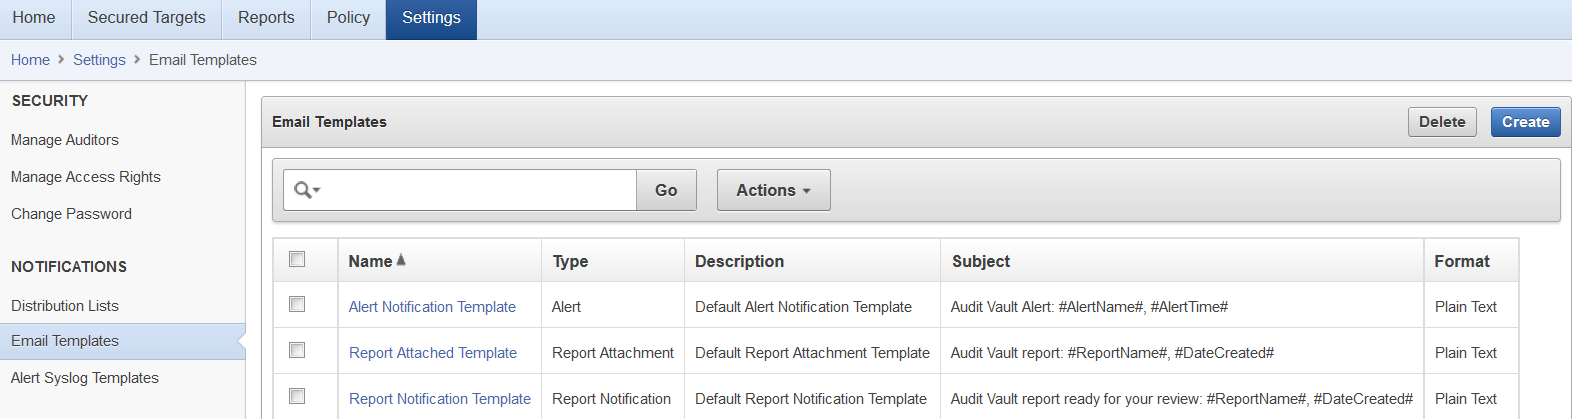 Home Secured Targets Reports Policy Settings
Home > Settings > Email Templates
SECURITY
Manage Auditors
Manage Access Rights
Change Password
NOTIFICATIONS
Distribution Lists
Email Templates
Alert Syslog Templates
Email Templates Delete Create
Go Actions
Name Type Description Subject Format
Alert Notification Template Alert Default Alert Notification Template Audit Vault Alert: #AlertName#, #AlertTime# Plain Text
Report Attached Template Report Attachment Default Report Attachment Template Audit Vault report: #ReportName#, #DateCreated# Plain Text
Report Notification Template Report Notification Default Report Notification Template Audit Vault report ready for your review: #ReportName#, #DateCreated# Plain Text